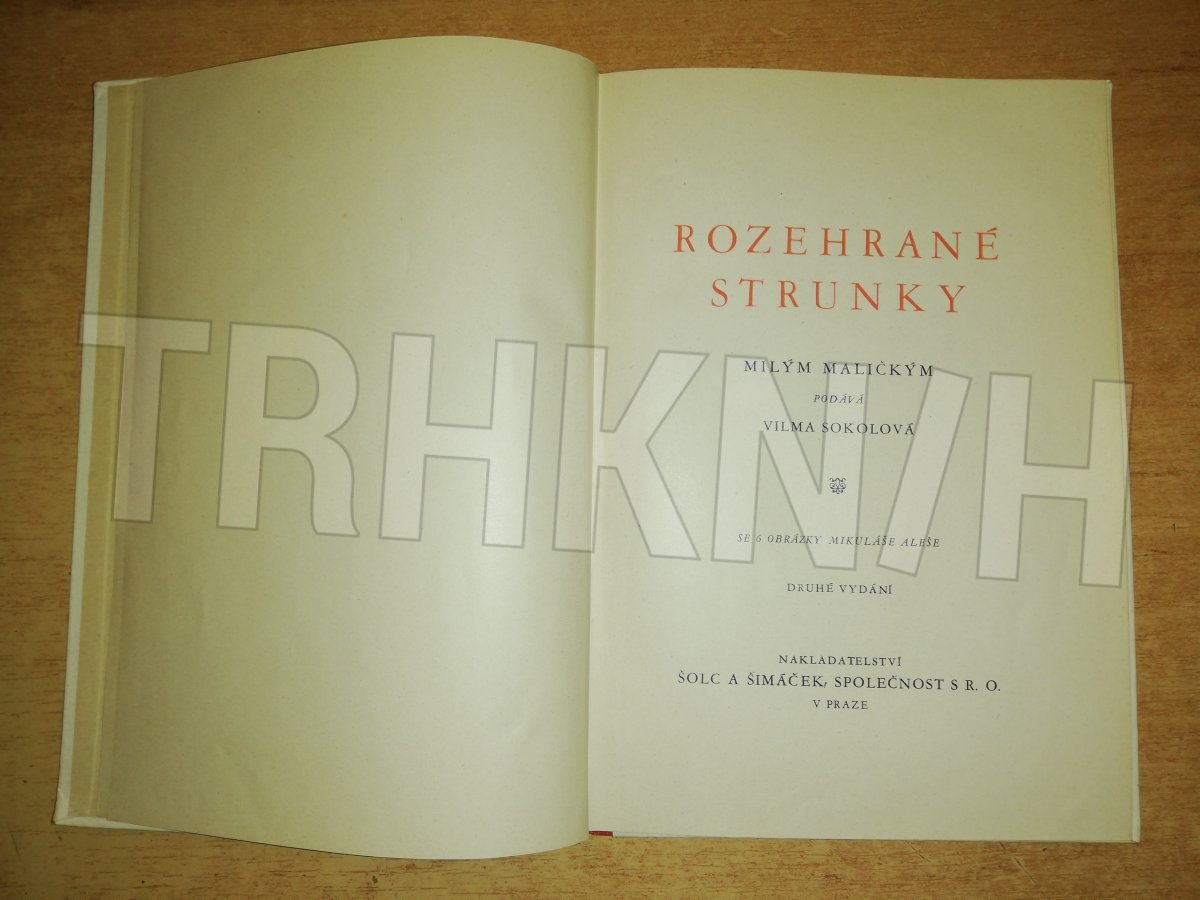 ROZEHRANÉ
STRUNKY
MILÝM MALIČKÝM
PODÁVÁ
VILMA SOKOLOVÁ
SE 6 OBRÁZKY MIKULÁŠE ALEŠE
DRUHÉ VYDÁNÍ
NAKLADATELSTVÍ
ŠOLC A ŠIMÁČEK, SPOLEČNOST S R. O.
V PRAZE
TRHKNIH